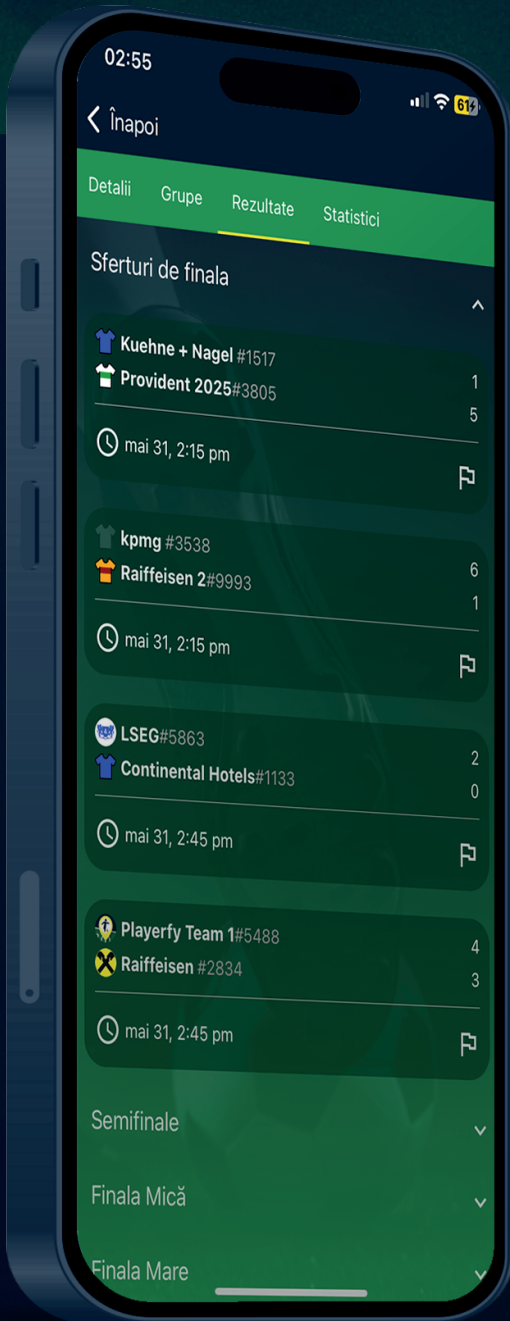 02:55
61
Înapoi
Detalii Grupe Rezultate Statistici
Sferturi de finala
Kuehne + Nagel #1517 1
Provident 2025#3805 5
mai 31, 2:15 pm
kpmg #3538 6
Raiffeisen 2#9993 1
mai 31, 2:15 pm
LSEG#5863 2
Continental Hotels#1133 0
mai 31, 2:45 pm
Playerfy Team 1#5488 4
Raiffeisen #2834 3
mai 31, 2:45 pm
Semifinale
Finala Mică
Finala Mare